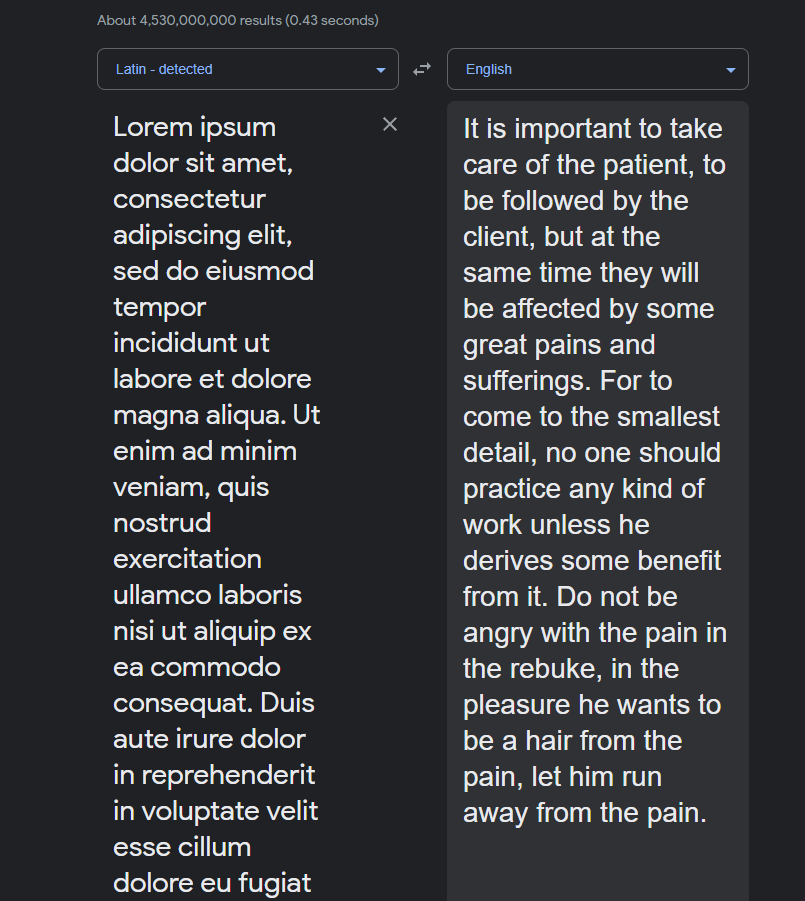 About 4,530,000,000 results (0.43 seconds)
Latin - detected
English
Lorem ipsum
dolor sit amet,
consectetur
adipiscing elit,
sed do eiusmod
tempor
incididunt ut
labore et dolore
magna aliqua. Ut
enim ad minim
veniam, quis
nostrud
exercitation
ullamco laboris
nisi ut aliquip ex
ea commodo
consequat. Duis
aute irure dolor
in reprehenderit
in voluptate velit
esse cillum
dolore eu fugiat
It is important to take
care of the patient, to
be followed by the
client, but at the
same time they will
be affected by some
great pains and
sufferings. For to
come to the smallest
detail, no one should
practice any kind of
work unless he
derives some benefit
from it. Do not be
angry with the pain in
the rebuke, in the
pleasure he wants to
be a hair from the
pain, let him run
away from the pain.